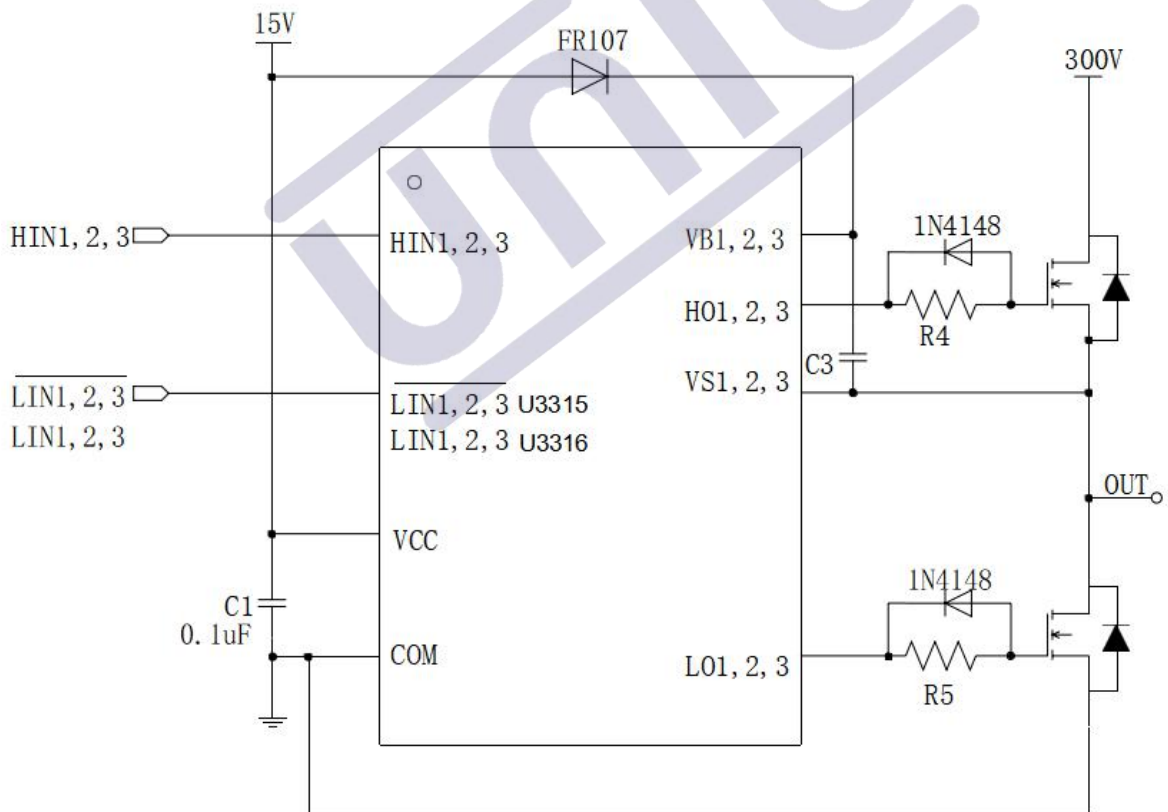 15V
FR107
300V
HIN1,2,3
HIN1,2,3
VB1,2,3
1N4148
HO1,2,3
R4
C3
VS1,2,3
LIN1,2,3
LIN1,2,3 U3315
LIN1,2,3
LIN1,2,3 U3316
OUT
VCC
1N4148
C1
0.1uF
COM
LO1,2,3
R5